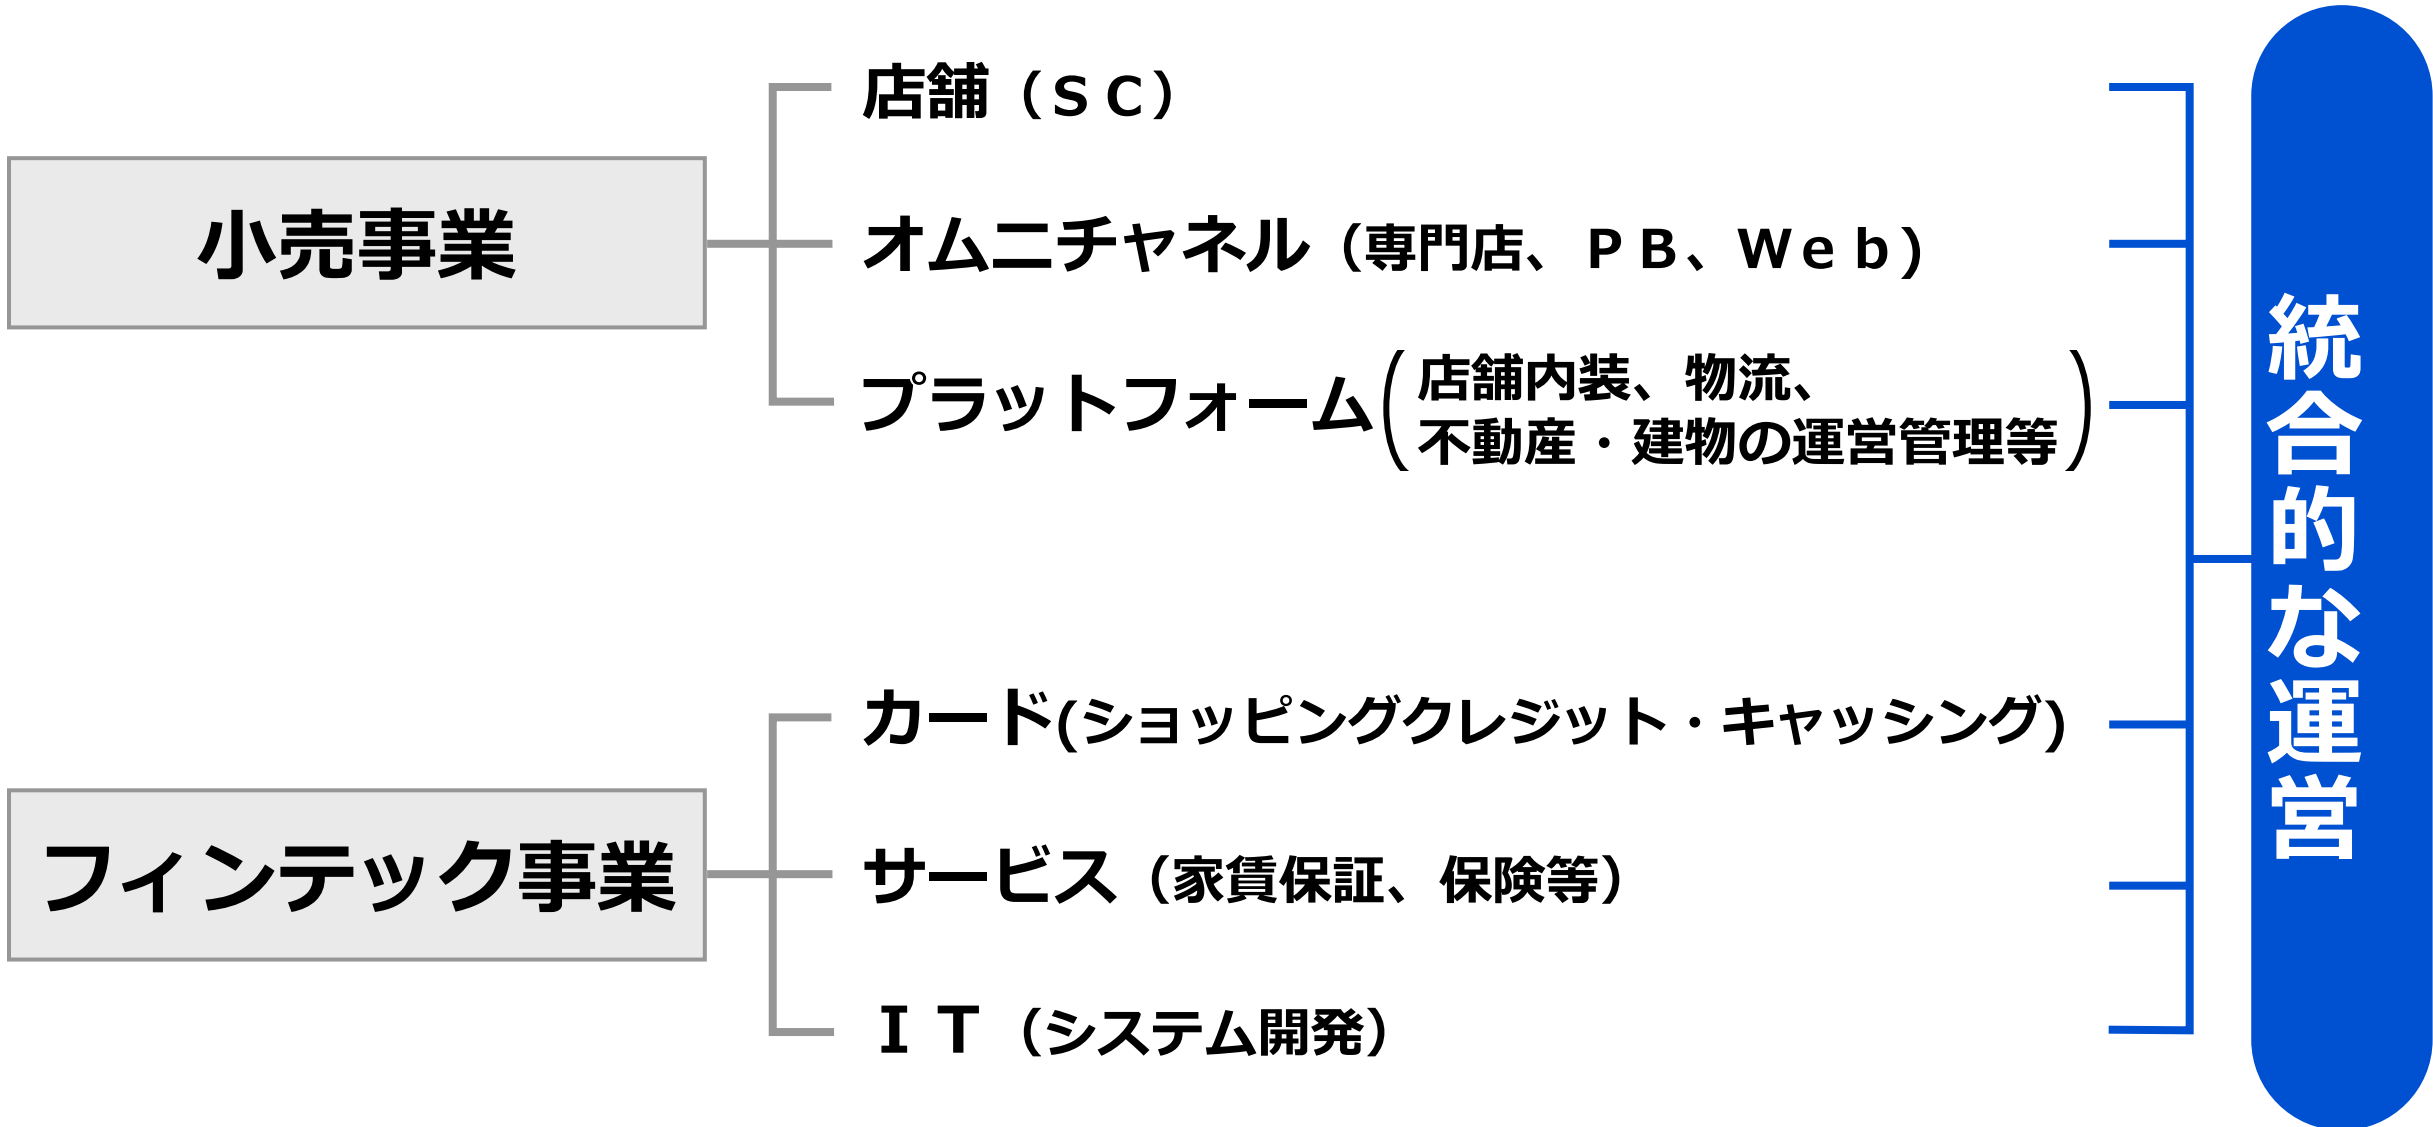 小売事業
店舗（ＳＣ）
オムニチャネル（専門店、ＰＢ、Ｗｅｂ）
プラットフォーム(店舗内装、物流、
不動産・建物の運営管理等)
フィンテック事業
カード(ショッピングクレジット・キャッシング)
サービス（家賃保証、保険等）
ＩＴ（システム開発）
統合的な運営